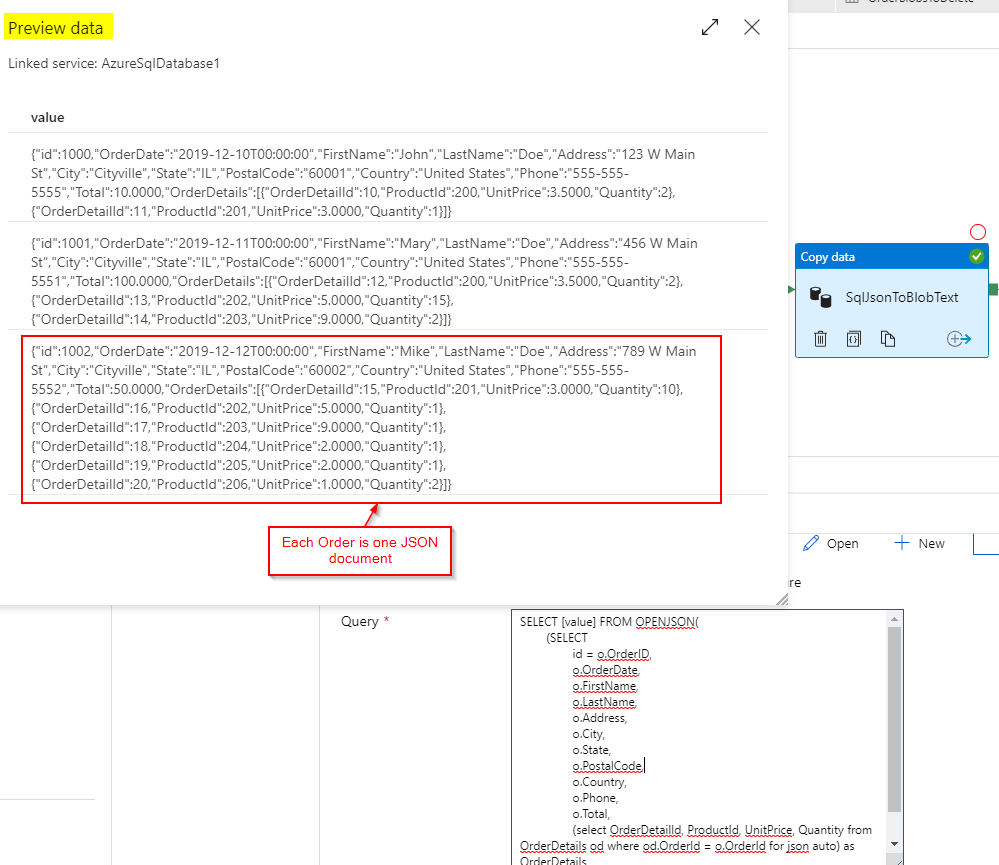 OrderBlobsToDelete
Preview data
Linked service: AzureSqlDatabase1
value
{"id":1000,"OrderDate":"2019-12-10T00:00:00","FirstName":"John","LastName":"Doe","Address":"123 W Main
St","City":"Cityville","State":"IL","PostalCode":"60001","Country":"United States","Phone":"555-555-
5555","Total":10.0000,"OrderDetails":[{"OrderDetailId":10,"ProductId":200,"UnitPrice":3.5000,"Quantity":2},
{"OrderDetailId":11,"ProductId":201,"UnitPrice":3.0000,"Quantity":1}]}
{"id":1001,"OrderDate":"2019-12-11T00:00:00","FirstName":"Mary","LastName":"Doe","Address":"456 W Main
St","City":"Cityville","State":"IL","PostalCode":"60001","Country":"United States","Phone":"555-555-
5551","Total":100.0000,"OrderDetails":[{"OrderDetailId":12,"ProductId":200,"UnitPrice":3.5000,"Quantity":2},
{"OrderDetailId":13,"ProductId":202,"UnitPrice":5.0000,"Quantity":15},
{"OrderDetailId":14,"ProductId":203,"UnitPrice":9.0000,"Quantity":2}]}
{"id":1002,"OrderDate":"2019-12-12T00:00:00","FirstName":"Mike","LastName":"Doe","Address":"789 W Main
St","City":"Cityville","State":"IL","PostalCode":"60002","Country":"United States","Phone":"555-555-
5552","Total":50.0000,"OrderDetails":[{"OrderDetailId":15,"ProductId":201,"UnitPrice":3.0000,"Quantity":10},
{"OrderDetailId":16,"ProductId":202,"UnitPrice":5.0000,"Quantity":1},
{"OrderDetailId":17,"ProductId":203,"UnitPrice":9.0000,"Quantity":1},
{"OrderDetailId":18,"ProductId":204,"UnitPrice":2.0000,"Quantity":1},
{"OrderDetailId":19,"ProductId":205,"UnitPrice":2.0000,"Quantity":1},
{"OrderDetailId":20,"ProductId":206,"UnitPrice":1.0000,"Quantity":2}]}
Each Order is one JSON
document
Copy data
SqlJsonToBlobText
Open
New
re
Query *
SELECT [value] FROM OPENJSON(
(SELECT
id = o.OrderID,
o.OrderDate,
o.FirstName,
o.LastName,
o.Address,
o.City,
o.State,
o.PostalCode,
o.Country,
o.Phone,
o.Total,
(select OrderDetailId, ProductId, UnitPrice, Quantity from
OrderDetails od where od.OrderId = o.OrderId for json auto) as
OrderDetails